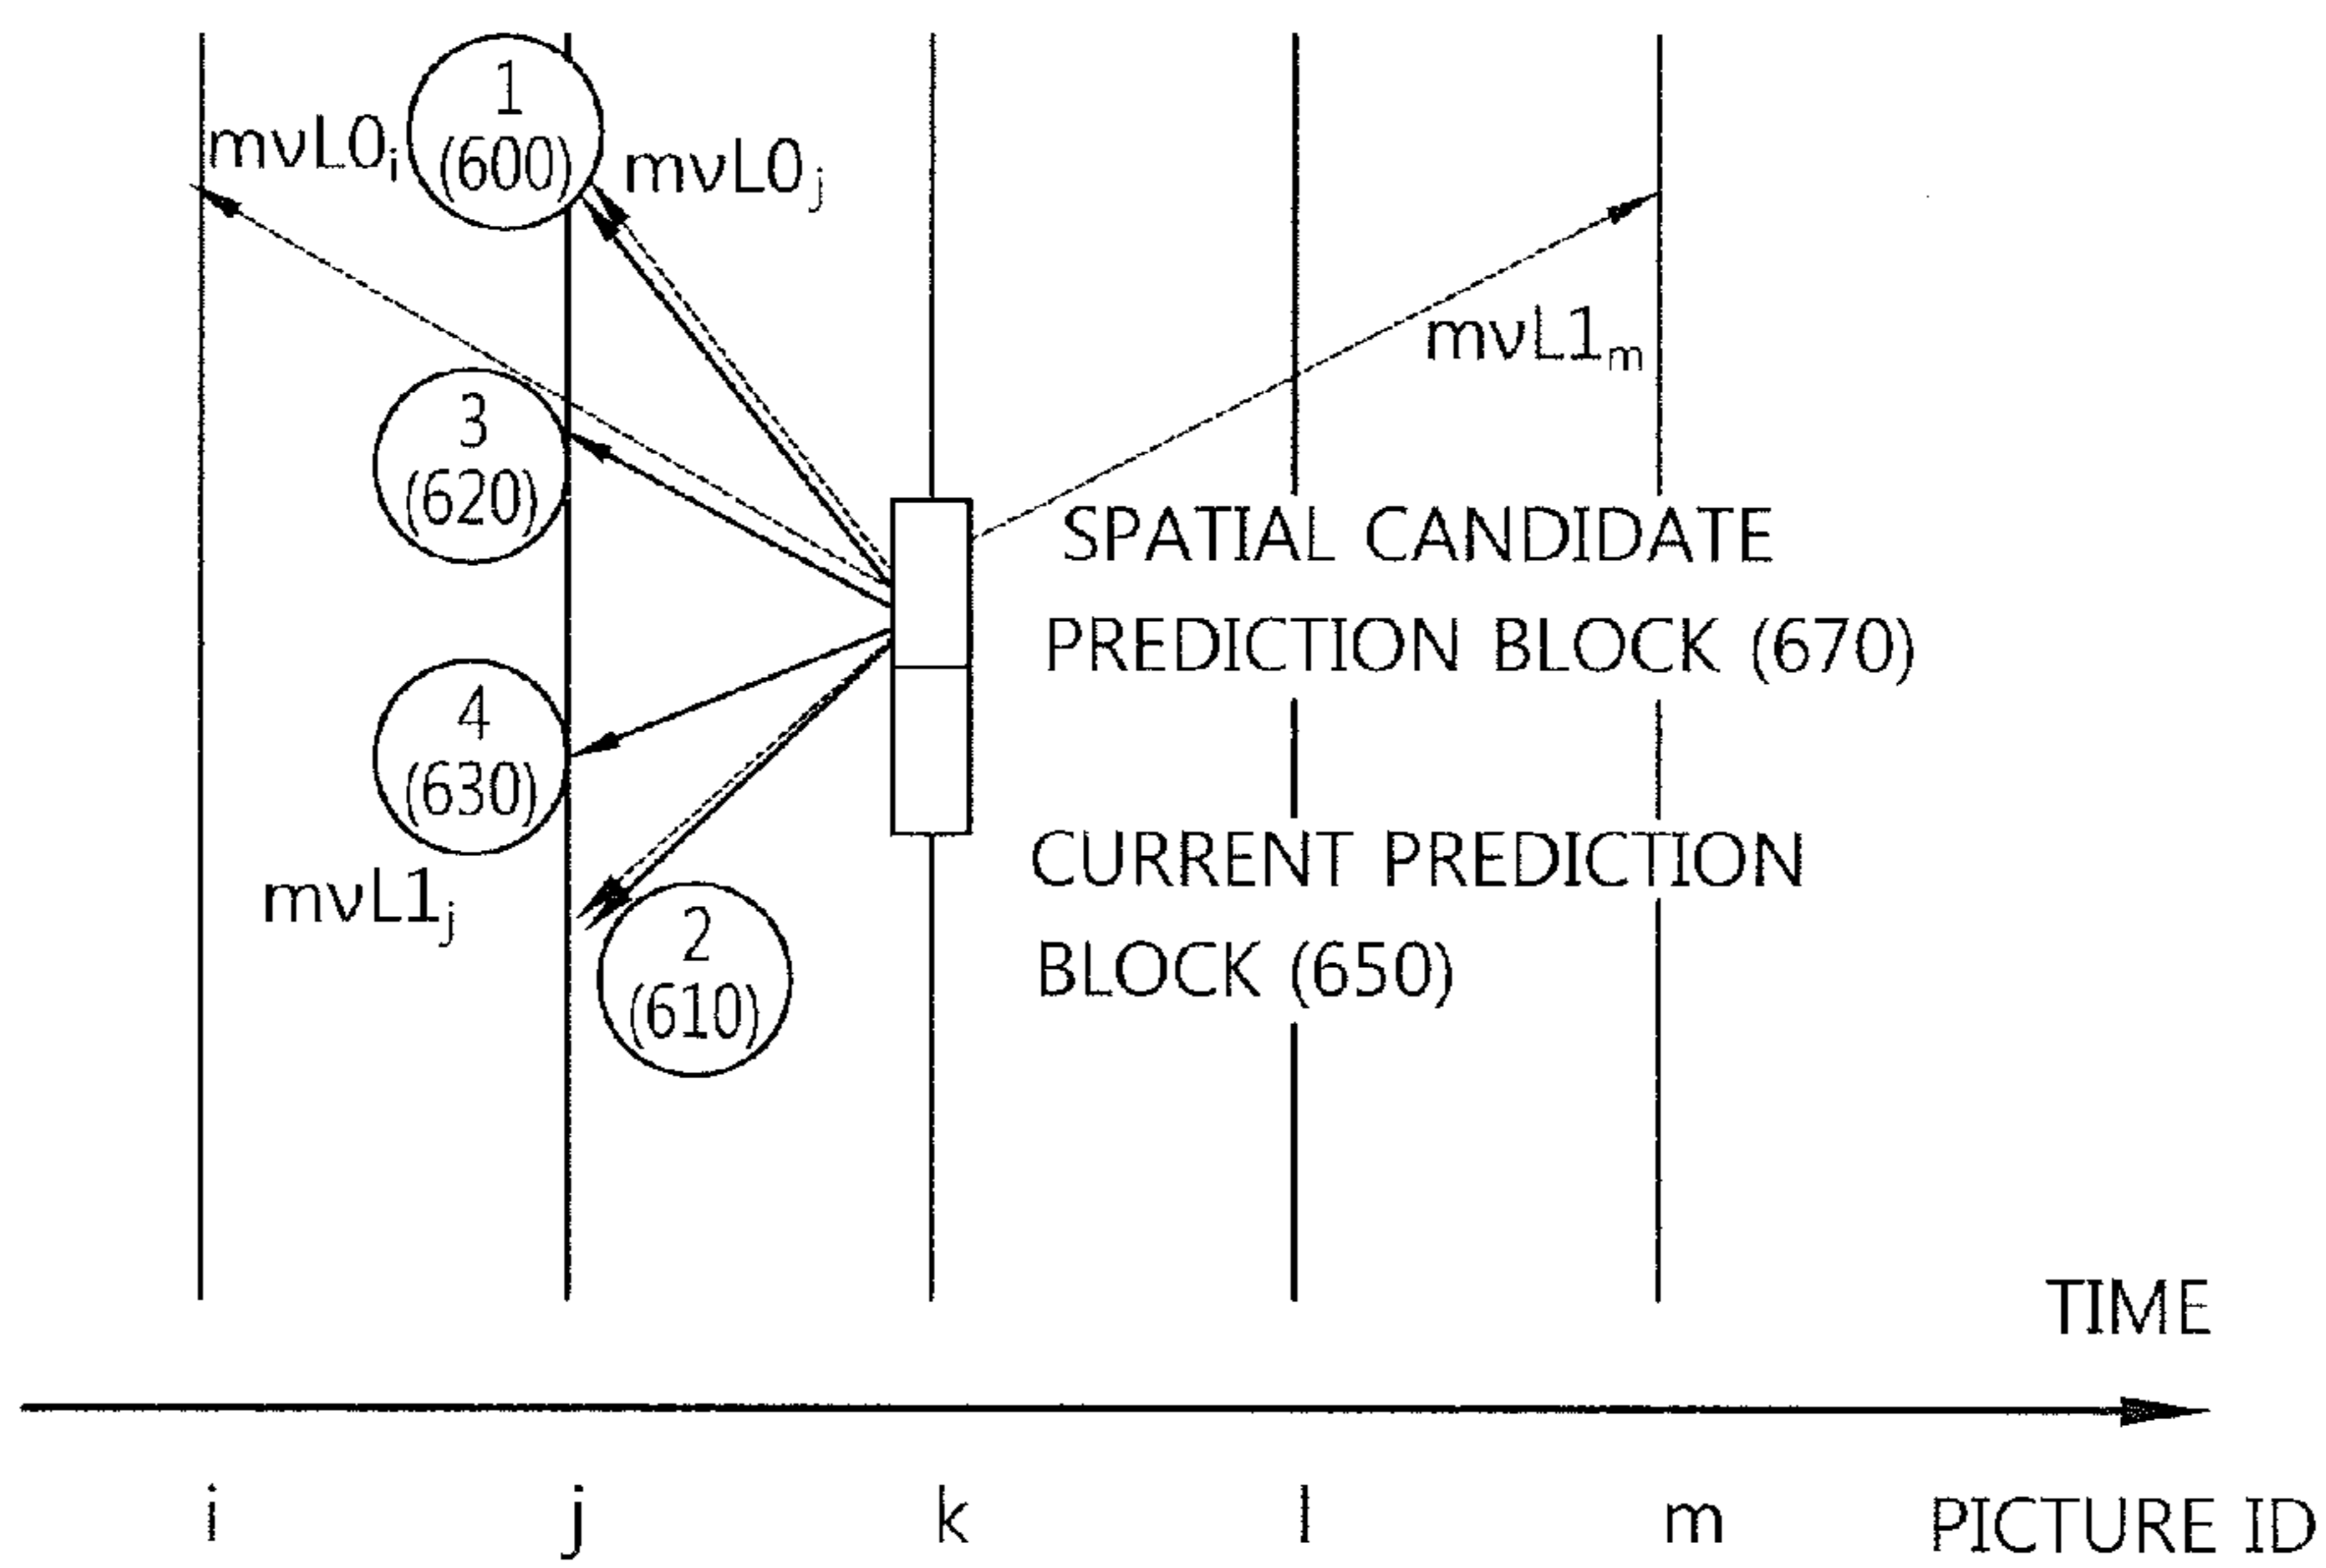 1
(600)
mvL0i
mvL0j
mvL1m
3
(620)
SPATIAL CANDIDATE
PREDICTION BLOCK (670)
4
(630)
mvL1j
2
(610)
CURRENT PREDICTION
BLOCK (650)
TIME
i j k l m PICTURE ID